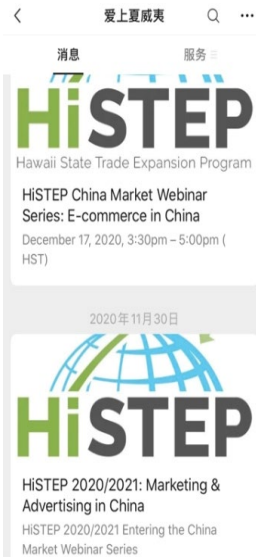 爱上夏威夷
消息
服务
HiSTEP
Hawaii State Trade Expansion Program
HiSTEP China Market Webinar
Series: E-commerce in China
December 17, 2020, 3:30pm – 5:00pm (
HST)
2020年11月30日
HiSTEP
HiSTEP 2020/2021: Marketing &
Advertising in China
HiSTEP 2020/2021 Entering the China
Market Webinar Series